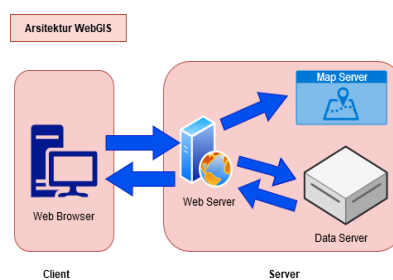 Arsitektur WebGIS
Map Server
Web Browser
Web Server
Data Server
Client
Server